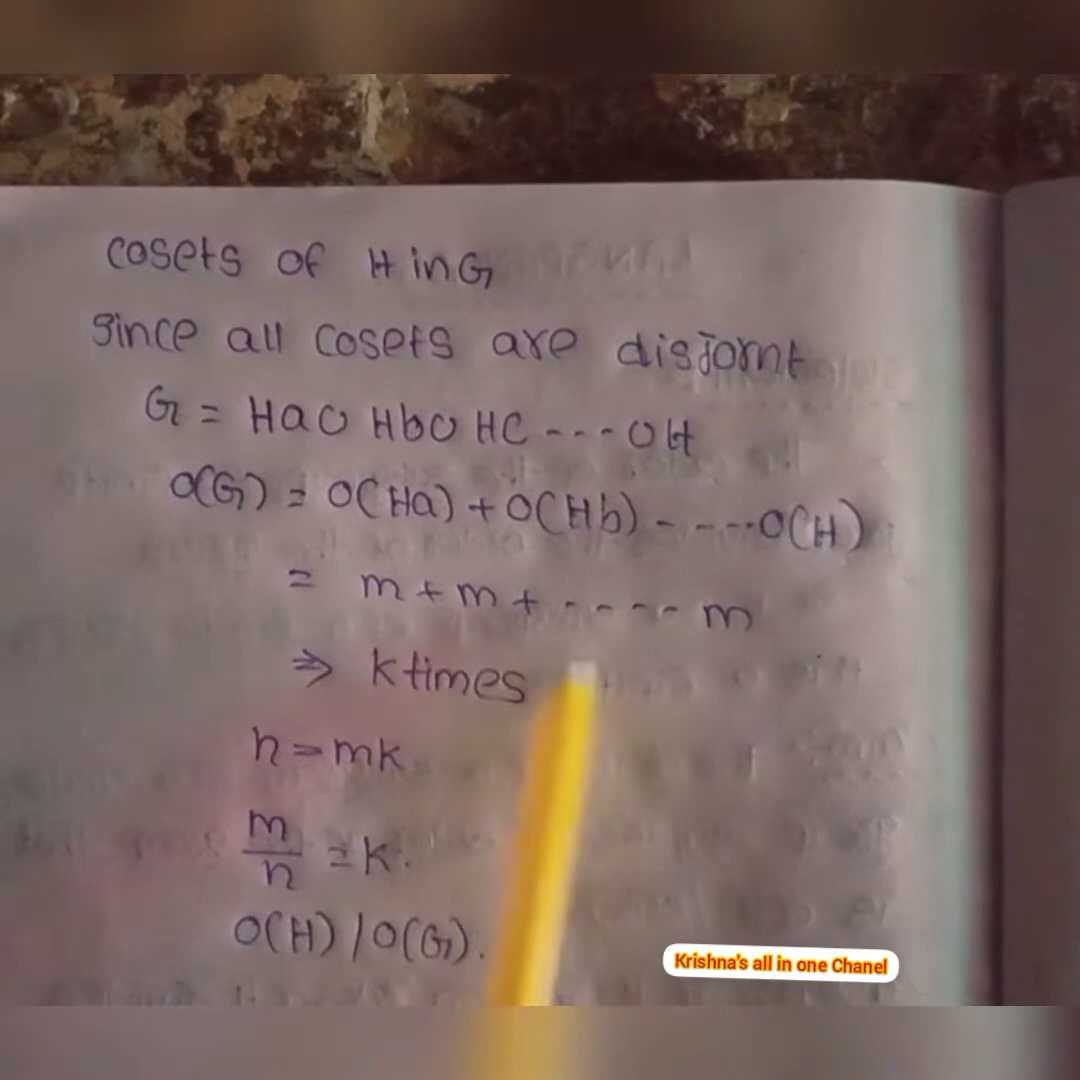 cosets of H in G
Since all cosets are disjoint
G = Ha∪ Hb∪ HC ---∪H
O(G) = O(Ha) + O(Hb) - ---O(H)
= m + m + ----- m
⇒ k times
n = mk.
m/n = k.
O(H) / O(G).
Krishna's all in one Chanel